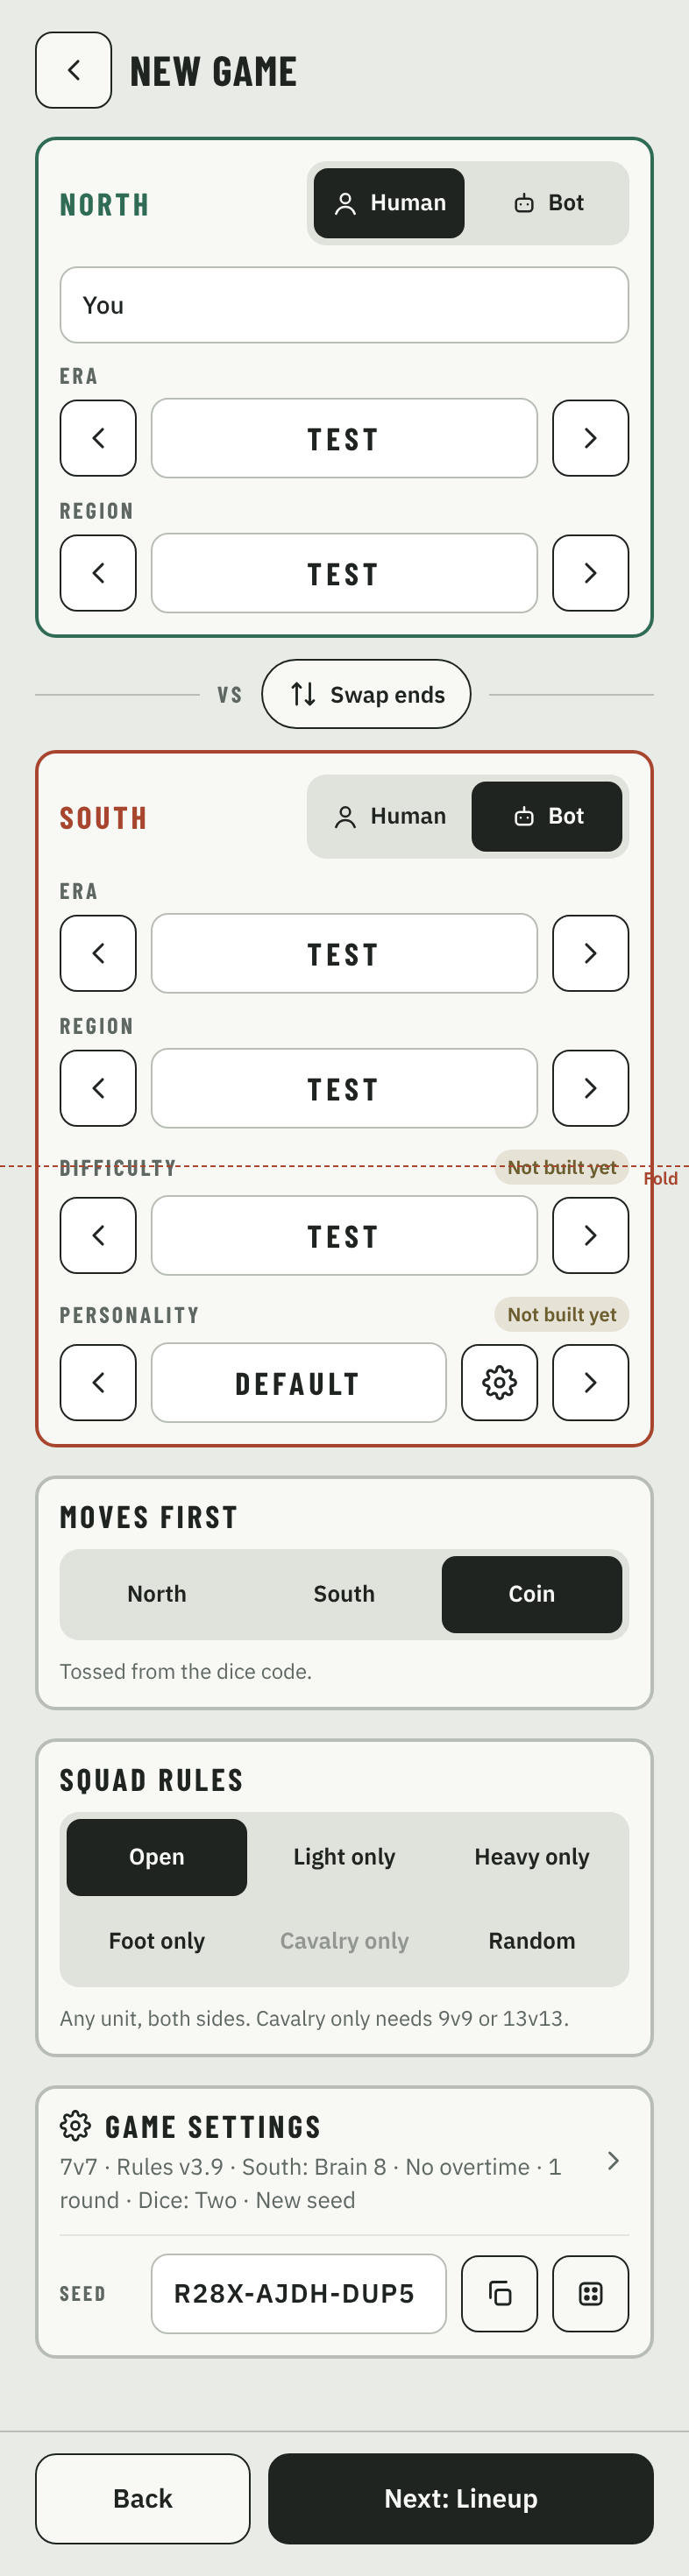 NEW GAME
NORTH
Human
Bot
You
ERA
TEST
REGION
TEST
VS
Swap ends
SOUTH
Human
Bot
ERA
TEST
REGION
TEST
DIFFICULTY
Not built yet
Fold
TEST
PERSONALITY
Not built yet
DEFAULT
MOVES FIRST
North
South
Coin
Tossed from the dice code.
SQUAD RULES
Open
Light only
Heavy only
Foot only
Cavalry only
Random
Any unit, both sides. Cavalry only needs 9v9 or 13v13.
GAME SETTINGS
7v7 · Rules v3.9 · South: Brain 8 · No overtime · 1
round · Dice: Two · New seed
SEED
R28X-AJDH-DUP5
Back
Next: Lineup